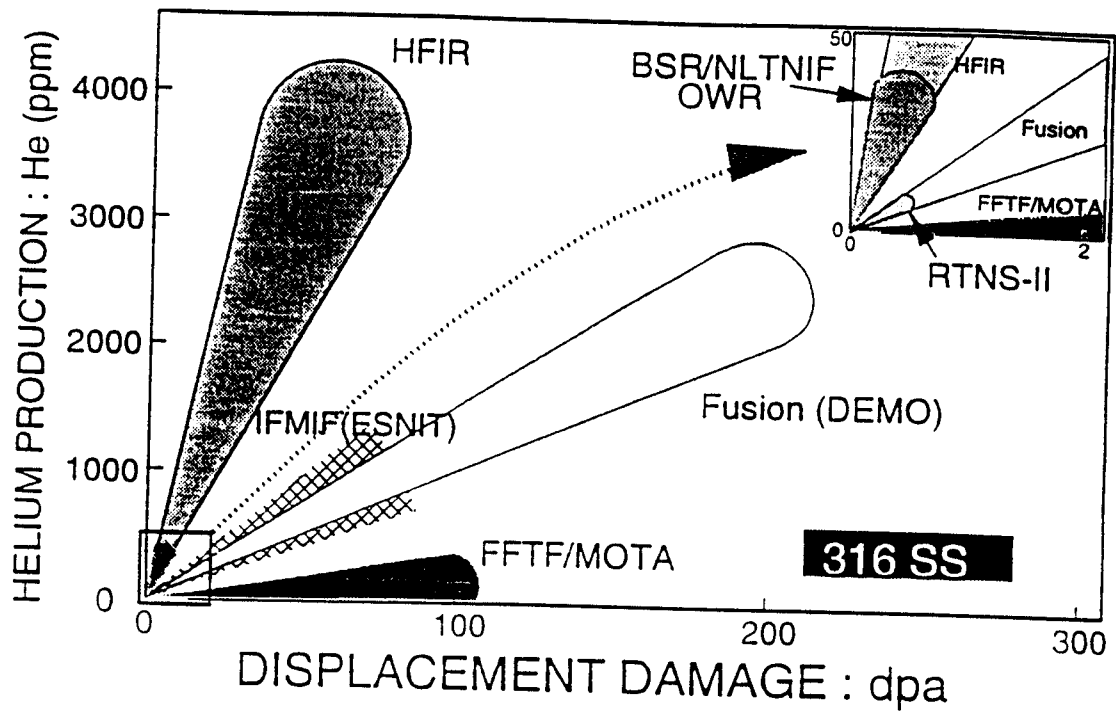 HELIUM PRODUCTION : He (ppm)
4000
3000
2000
1000
0
HFIR
BSR/NLTNIF
OWR
50
HFIR
Fusion
FFTF/MOTA
0
0
2
RTNS-II
IFMIF(ESNIT)
Fusion (DEMO)
FFTF/MOTA
316 SS
0
100
200
300
DISPLACEMENT DAMAGE : dpa